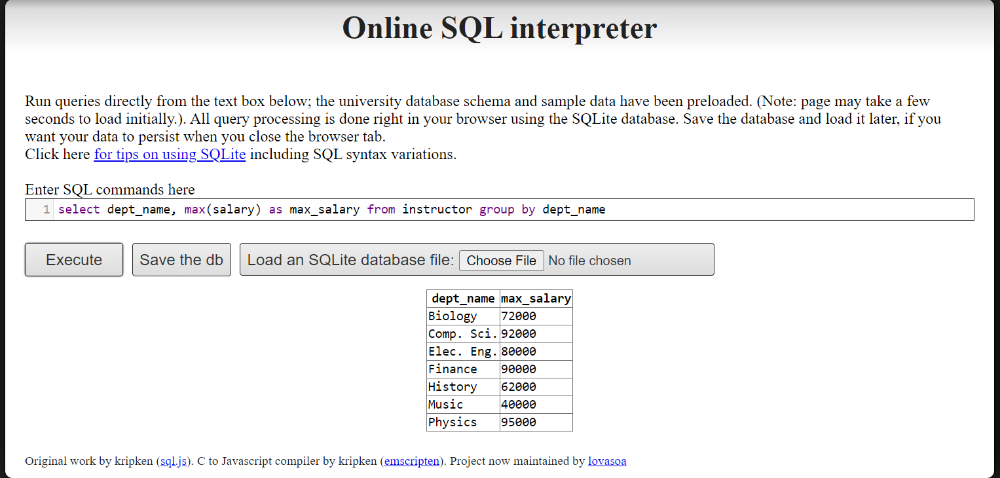 Online SQL interpreter
Run queries directly from the text box below; the university database schema and sample data have been preloaded. (Note: page may take a few
seconds to load initially.). All query processing is done right in your browser using the SQLite database. Save the database and load it later, if you
want your data to persist when you close the browser tab.
Click here for tips on using SQLite including SQL syntax variations.
Enter SQL commands here
1 select dept_name, max(salary) as max_salary from instructor group by dept_name
Execute Save the db Load an SQLite database file: Choose File No file chosen
dept_name max_salary
Biology 72000
Comp. Sci. 92000
Elec. Eng. 80000
Finance 90000
History 62000
Music 40000
Physics 95000
Original work by kripken (sql.js). C to Javascript compiler by kripken (emscripten). Project now maintained by lovasoa